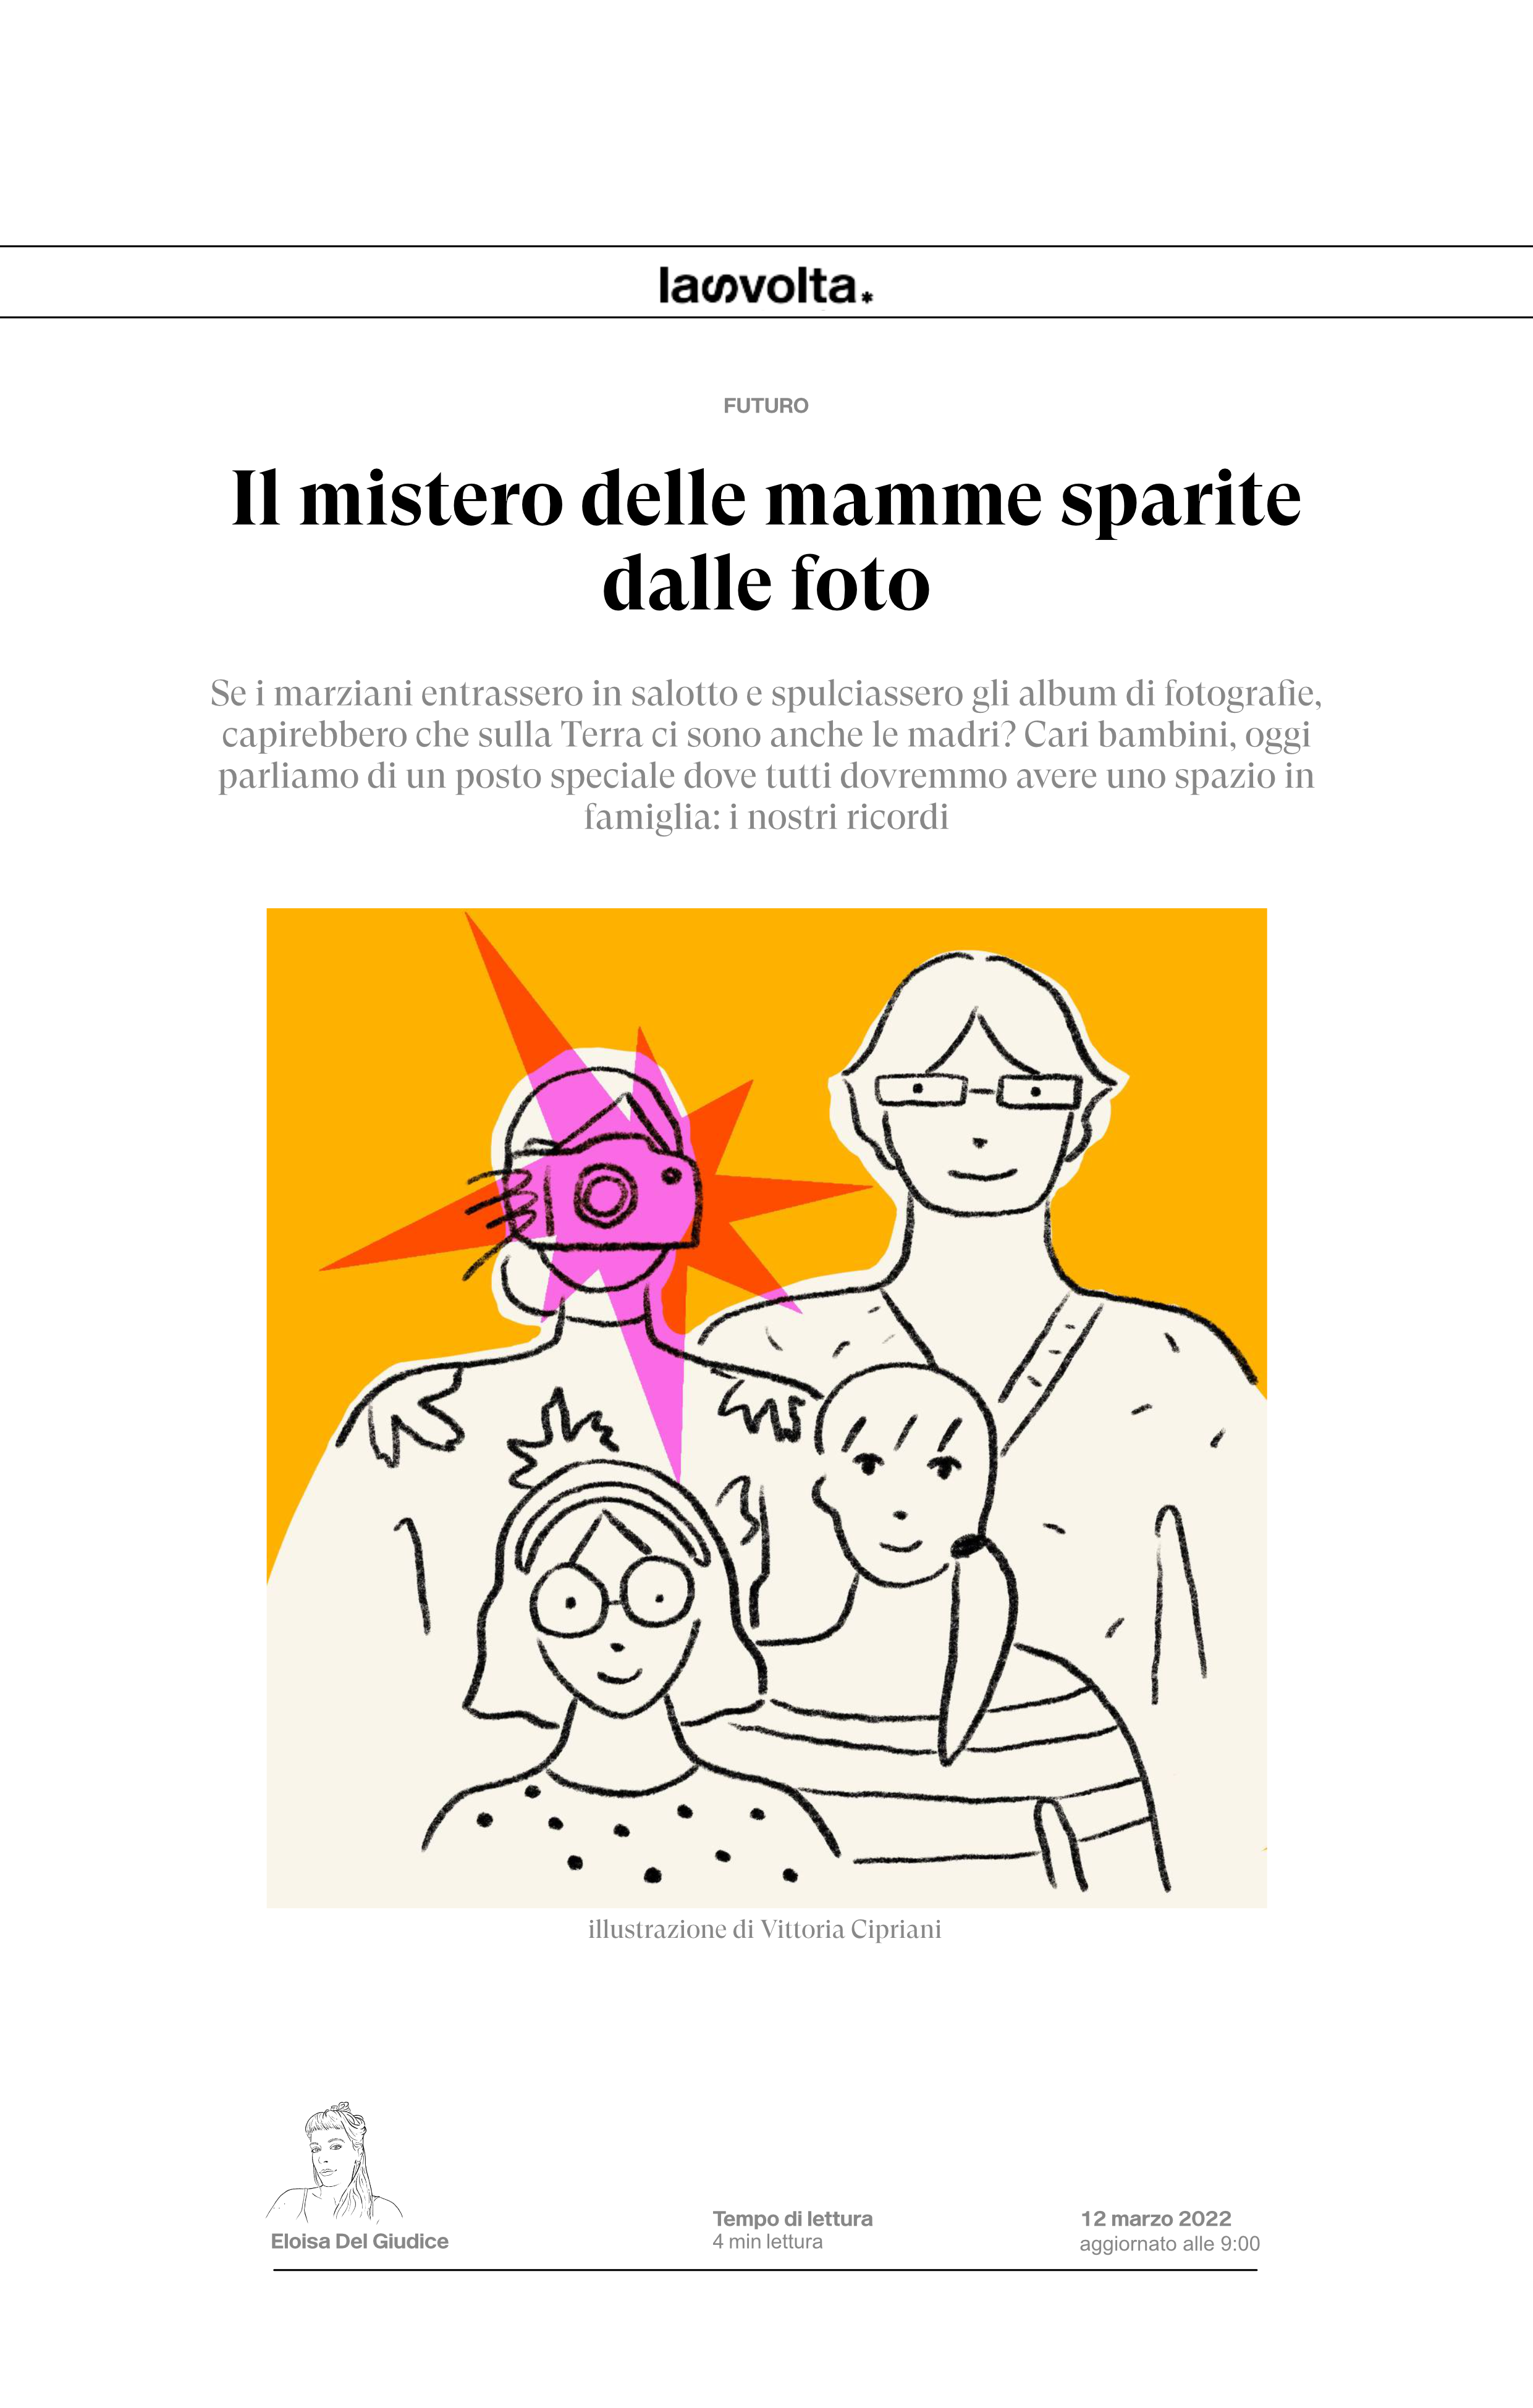 lasvolta.*
FUTURO
Il mistero delle mamme sparite
dalle foto
Se i marziani entrassero in salotto e spulciassero gli album di fotografie,
capirebbero che sulla Terra ci sono anche le madri? Cari bambini, oggi
parliamo di un posto speciale dove tutti dovremmo avere uno spazio in
famiglia: i nostri ricordi
illustrazione di Vittoria Cipriani
Eloisa Del Giudice
Tempo di lettura
4 min lettura
12 marzo 2022
aggiornato alle 9:00